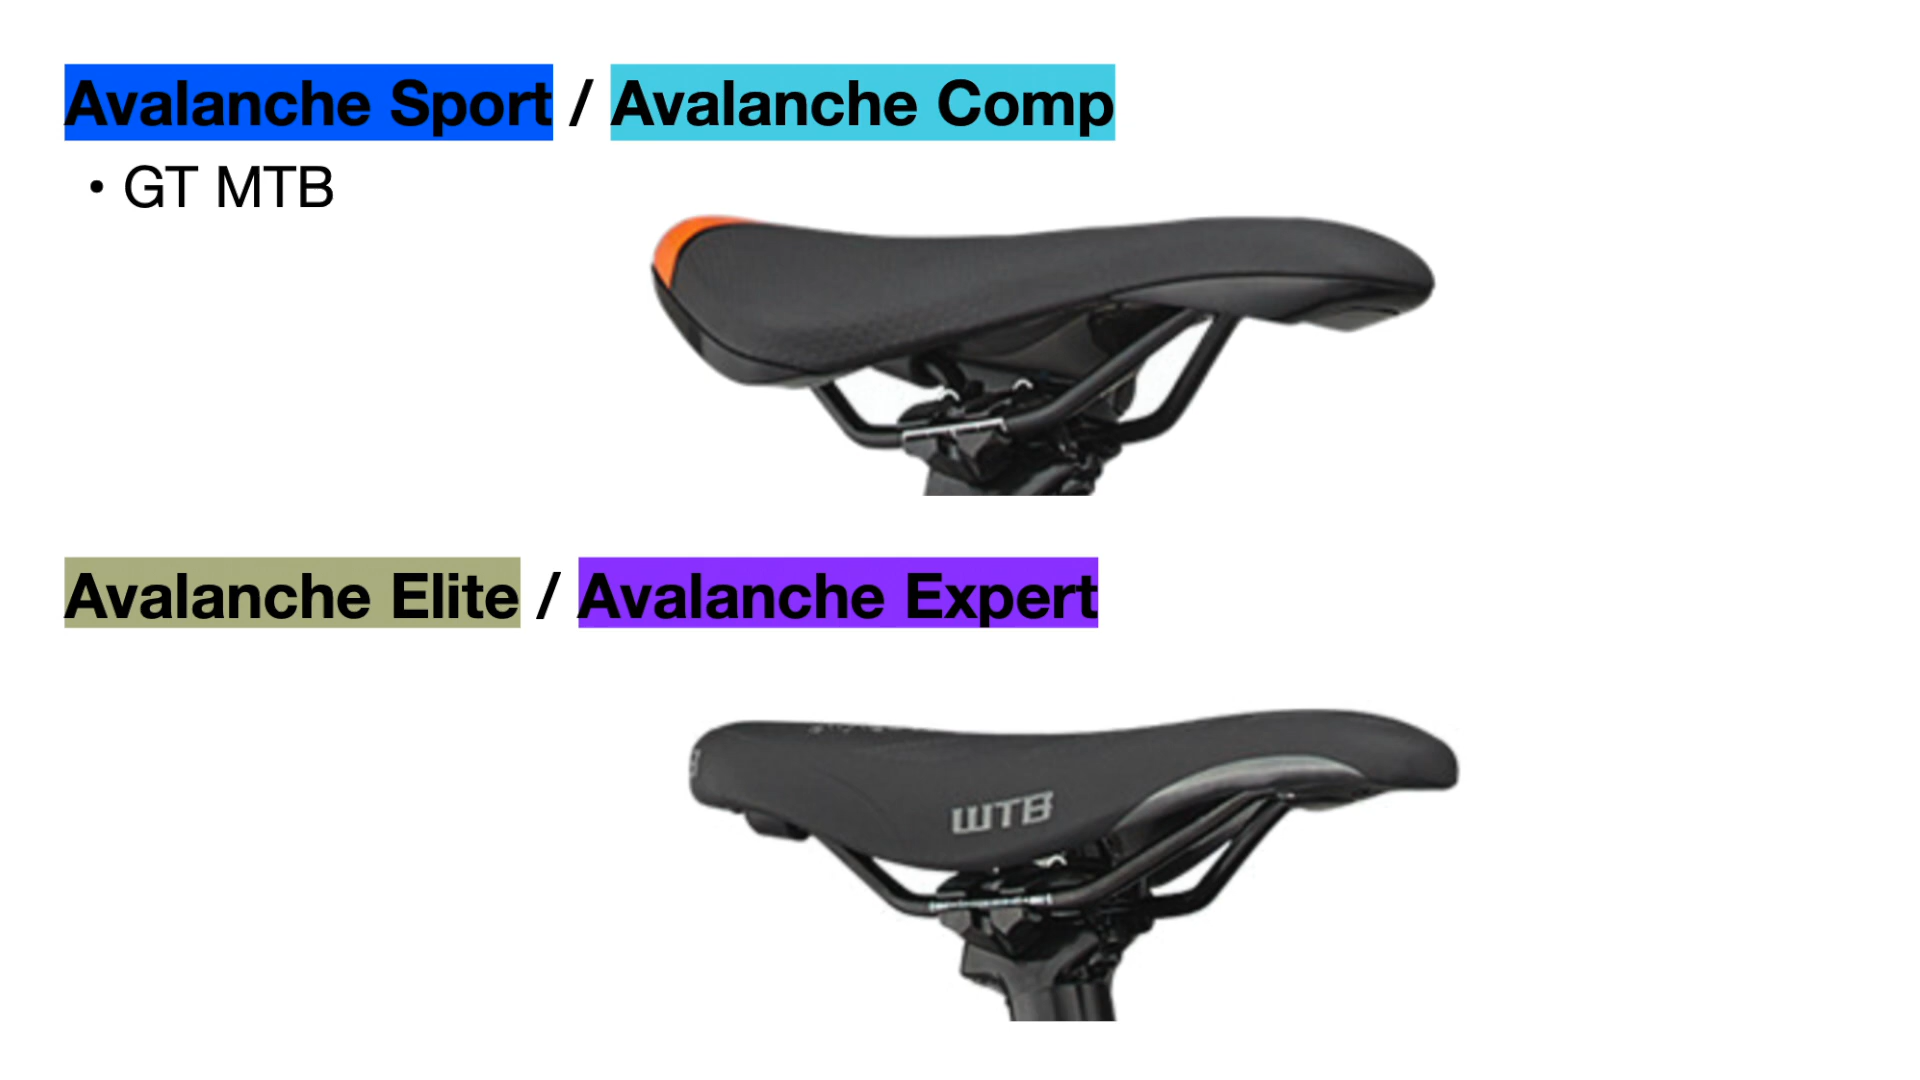 Avalanche Sport / Avalanche Comp
• GT MTB
Avalanche Elite / Avalanche Expert
WTB